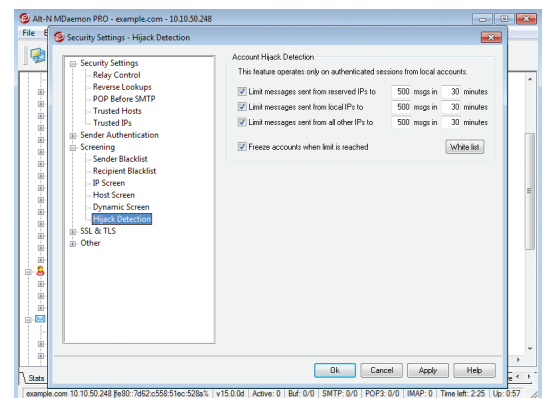 Alt-N MDaemon PRO - example.com - 10.10.50.248
File
Security Settings - Hijack Detection
Security Settings
Relay Control
Reverse Lookups
POP Before SMTP
Trusted Hosts
Trusted IPs
Sender Authentication
Screening
Sender Blacklist
Recipient Blacklist
IP Screen
Host Screen
Dynamic Screen
Hijack Detection
SSL & TLS
Other
Account Hijack Detection
This feature operates only on authenticated sessions from local accounts.
Limit messages sent from reserved IPs to 500 msgs in 30 minutes
Limit messages sent from local IPs to 500 msgs in 30 minutes
Limit messages sent from all other IPs to 500 msgs in 30 minutes
Freeze accounts when limit is reached White list
Ok Cancel Apply Help
Stats
example.com 10.10.50.248 [fe80::7d62:c558:51ec:528a% v15.0.0d Active: 0 Buf: 0/0 SMTP: 0/0 POP3: 0/0 IMAP: 0 Time left: 2:25 Up: 0:57